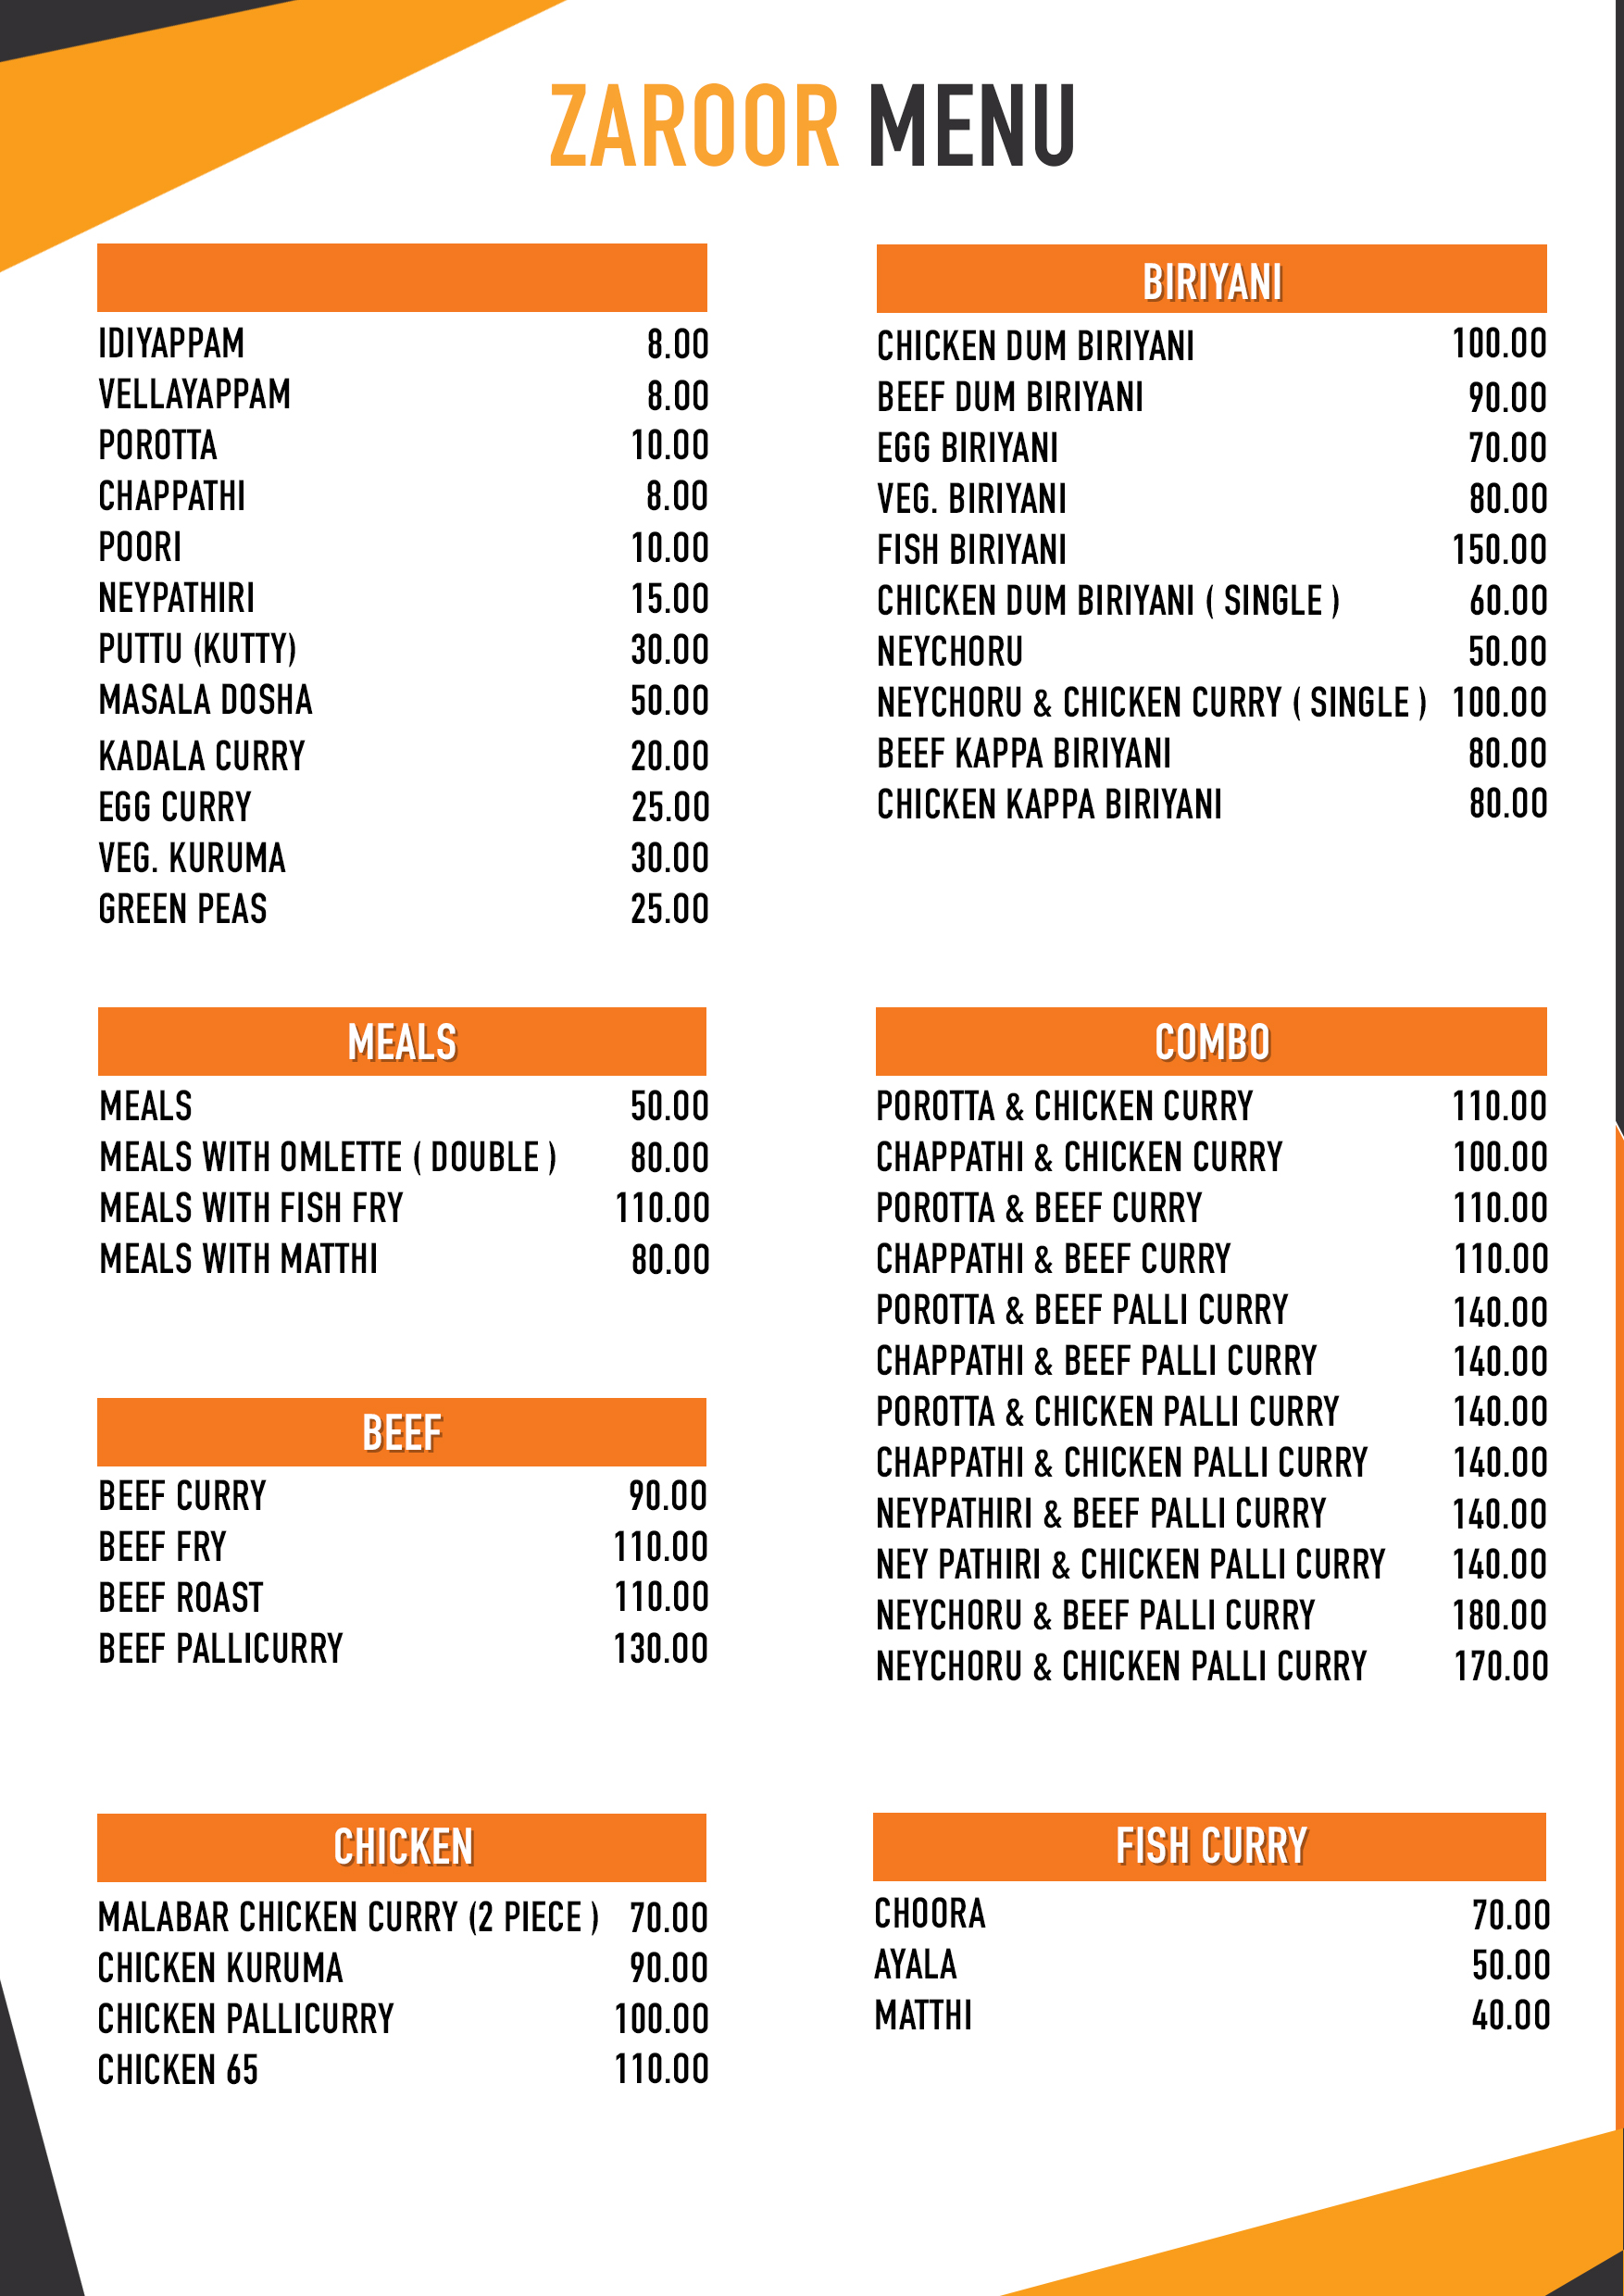 ZAROOR MENU
IDIYAPPAM 8.00
VELLAYAPPAM 8.00
POROTTA 10.00
CHAPPATHI 8.00
POORI 10.00
NEYPATHIRI 15.00
PUTTU (KUTTY) 30.00
MASALA DOSHA 50.00
KADALA CURRY 20.00
EGG CURRY 25.00
VEG. KURUMA 30.00
GREEN PEAS 25.00
BIRIYANI
CHICKEN DUM BIRIYANI 100.00
BEEF DUM BIRIYANI 90.00
EGG BIRIYANI 70.00
VEG. BIRIYANI 80.00
FISH BIRIYANI 150.00
CHICKEN DUM BIRIYANI ( SINGLE ) 60.00
NEYCHORU 50.00
NEYCHORU & CHICKEN CURRY ( SINGLE ) 100.00
BEEF KAPPA BIRIYANI 80.00
CHICKEN KAPPA BIRIYANI 80.00
MEALS
MEALS 50.00
MEALS WITH OMLETTE ( DOUBLE ) 80.00
MEALS WITH FISH FRY 110.00
MEALS WITH MATTHI 80.00
COMBO
POROTTA & CHICKEN CURRY 110.00
CHAPPATHI & CHICKEN CURRY 100.00
POROTTA & BEEF CURRY 110.00
CHAPPATHI & BEEF CURRY 110.00
POROTTA & BEEF PALLI CURRY 140.00
CHAPPATHI & BEEF PALLI CURRY 140.00
POROTTA & CHICKEN PALLI CURRY 140.00
CHAPPATHI & CHICKEN PALLI CURRY 140.00
NEYPATHIRI & BEEF PALLI CURRY 140.00
NEY PATHIRI & CHICKEN PALLI CURRY 140.00
NEYCHORU & BEEF PALLI CURRY 180.00
NEYCHORU & CHICKEN PALLI CURRY 170.00
BEEF
BEEF CURRY 90.00
BEEF FRY 110.00
BEEF ROAST 110.00
BEEF PALLICURRY 130.00
CHICKEN
MALABAR CHICKEN CURRY (2 PIECE ) 70.00
CHICKEN KURUMA 90.00
CHICKEN PALLICURRY 100.00
CHICKEN 65 110.00
FISH CURRY
CHOORA 70.00
AYALA 50.00
MATTHI 40.00